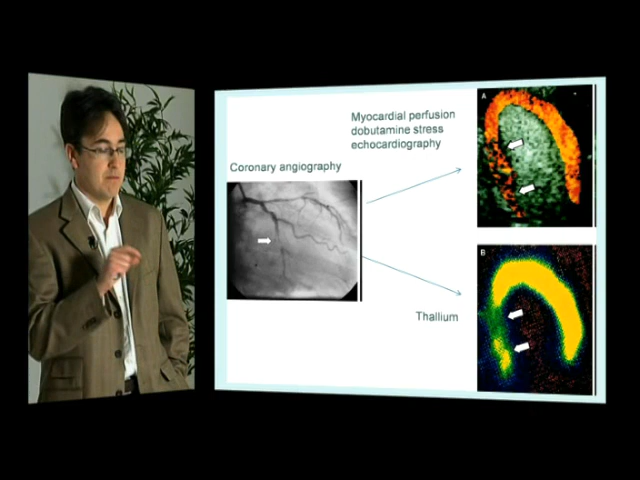 Myocardial perfusion
dobutamine stress
echocardiography
Coronary angiography
Thallium
A
B